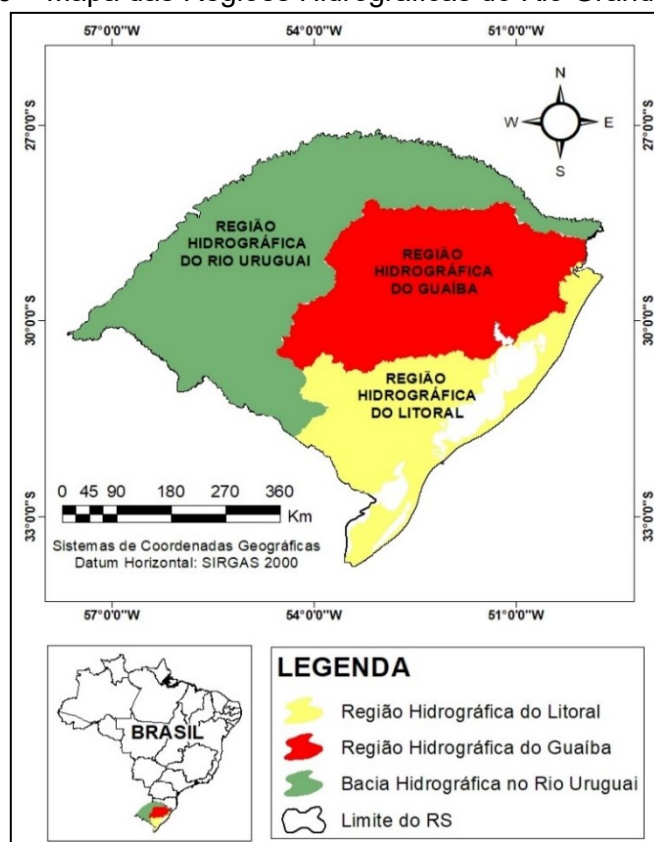 Mapa das Regiões Hidrográficas do Rio Grand
57°0'0"W 54°0'0"W 51°0'0"W
N
W E
S
27°0'0"S
27°0'0"S
REGIÃO
HIDROGRÁFICA
DO RIO URUGUAI
REGIÃO
HIDROGRÁFICA
DO GUAÍBA
30°0'0"S
30°0'0"S
REGIÃO
HIDROGRÁFICA
DO LITORAL
0 45 90 180 270 360
Km
33°0'0"S
33°0'0"S
Sistemas de Coordenadas Geográficas
Datum Horizontal: SIRGAS 2000
57°0'0"W 54°0'0"W 51°0'0"W
BRASIL
LEGENDA
Região Hidrográfica do Litoral
Região Hidrográfica do Guaíba
Bacia Hidrográfica no Rio Uruguai
Limite do RS